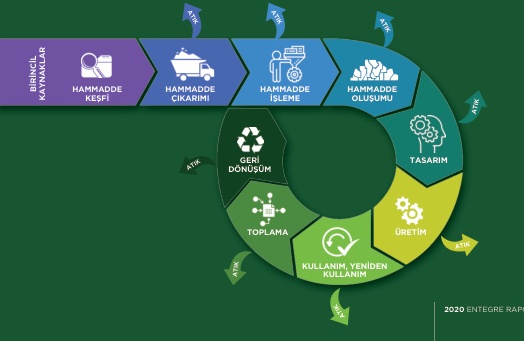 BİRİNCİL
KAYNAKLAR
HAMMADDE
KEŞFİ
ATIK
HAMMADDE
ÇIKARIMI
ATIK
HAMMADDE
İŞLEME
ATIK
HAMMADDE
OLUŞUMU
ATIK
TASARIM
ATIK
ÜRETİM
ATIK
KULLANIM, YENİDEN
KULLANIM
ATIK
TOPLAMA
ATIK
GERİ
DÖNÜŞÜM
2020 ENTEGRE RAPO